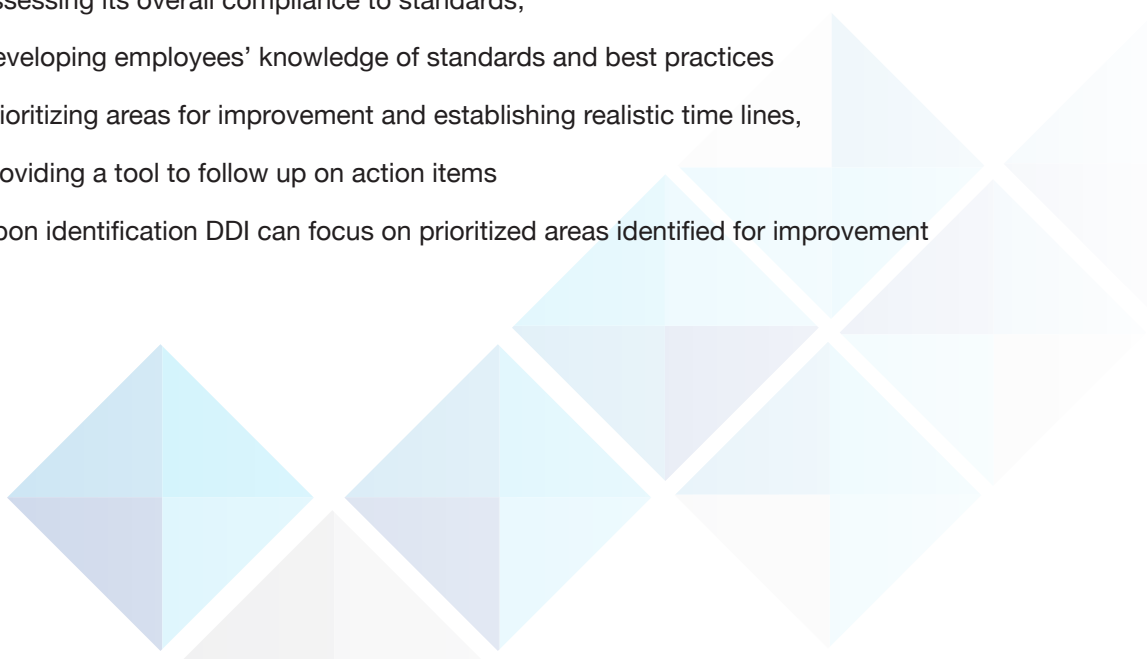 ssessing its overall compliance to standards,
eveloping employees’ knowledge of standards and best practices
ioritizing areas for improvement and establishing realistic time lines,
oviding a tool to follow up on action items
on identification DDI can focus on prioritized areas identified for improvement